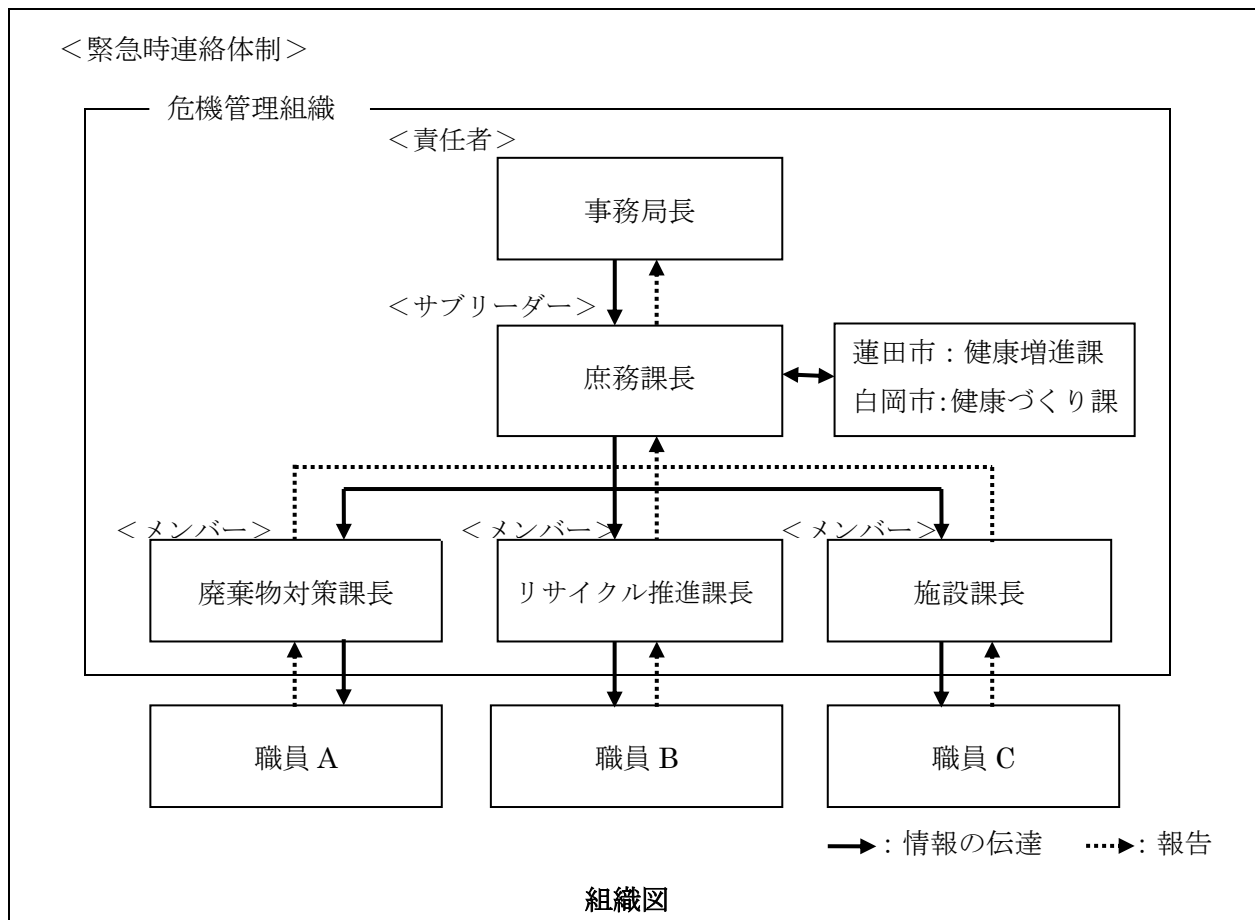 ＜緊急時連絡体制＞
危機管理組織
＜責任者＞
事務局長
＜サブリーダー＞
庶務課長
蓮田市：健康増進課
白岡市:健康づくり課
＜メンバー＞
＜メンバー＞
＜メンバー＞
廃棄物対策課長
リサイクル推進課長
施設課長
職員 A
職員 B
職員 C
：情報の伝達
：報告
組織図